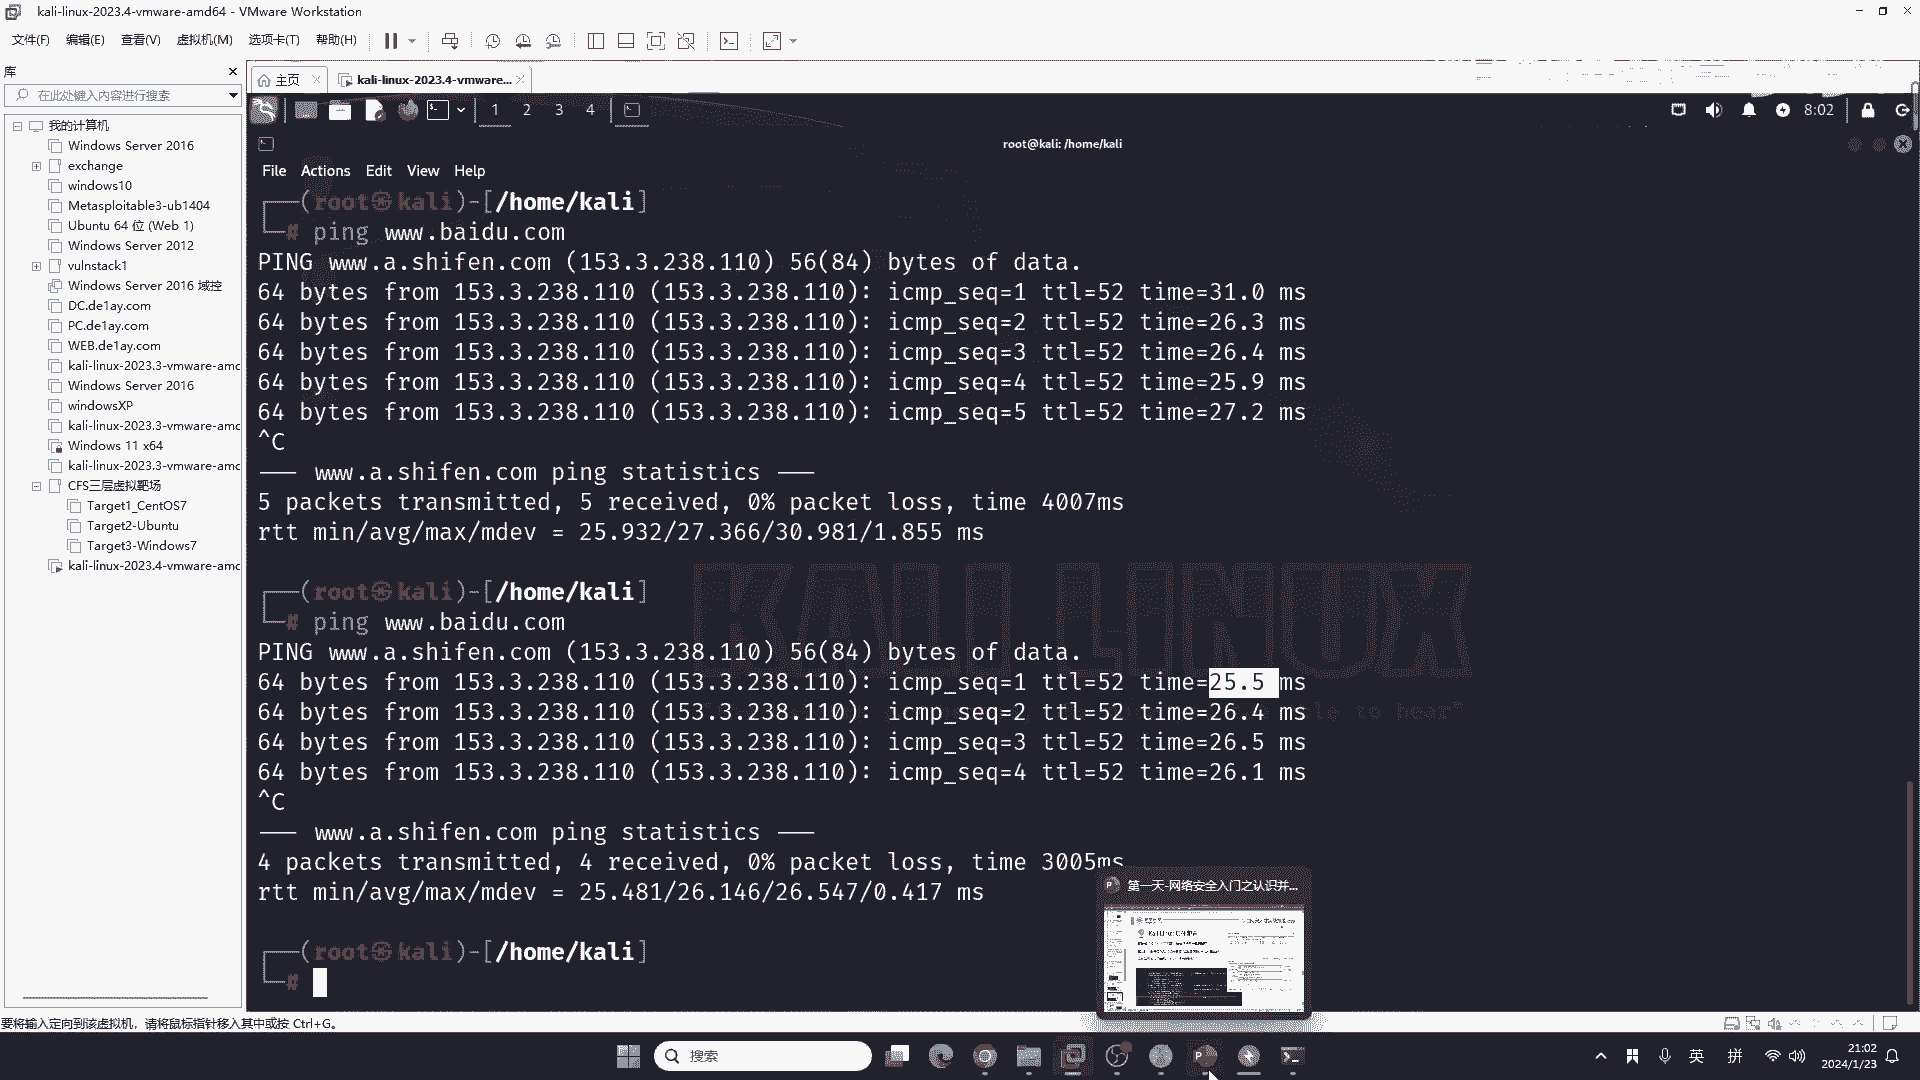 kali-linux-2023.4-vmware-amd64 - VMware Workstation
文件(F) 编辑(E) 查看(V) 虚拟机(M) 选项卡(T) 帮助(H)
库
在此处键入内容进行搜索
我的计算机
Windows Server 2016
exchange
windows10
Metasploitable3-ub1404
Ubuntu 64 位 (Web 1)
Windows Server 2012
vulnstack1
Windows Server 2016 域控
DC.de1ay.com
PC.de1ay.com
WEB.de1ay.com
kali-linux-2023.3-vmware-amd
Windows Server 2016
windowsXP
kali-linux-2023.3-vmware-amd
Windows 11 x64
kali-linux-2023.3-vmware-amd
CFS三层虚拟靶场
Target1_CentOS7
Target2-Ubuntu
Target3-Windows7
kali-linux-2023.4-vmware-amd
主页 kali-linux-2023.4-vmware...
1 2 3 4 8:02
root@kali: /home/kali
File Actions Edit View Help
(root㉿kali)-[/home/kali]
# ping www.baidu.com
PING www.a.shifen.com (153.3.238.110) 56(84) bytes of data.
64 bytes from 153.3.238.110 (153.3.238.110): icmp_seq=1 ttl=52 time=31.0 ms
64 bytes from 153.3.238.110 (153.3.238.110): icmp_seq=2 ttl=52 time=26.3 ms
64 bytes from 153.3.238.110 (153.3.238.110): icmp_seq=3 ttl=52 time=26.4 ms
64 bytes from 153.3.238.110 (153.3.238.110): icmp_seq=4 ttl=52 time=25.9 ms
64 bytes from 153.3.238.110 (153.3.238.110): icmp_seq=5 ttl=52 time=27.2 ms
^C
--- www.a.shifen.com ping statistics ---
5 packets transmitted, 5 received, 0% packet loss, time 4007ms
rtt min/avg/max/mdev = 25.932/27.366/30.981/1.855 ms
(root㉿kali)-[/home/kali]
# ping www.baidu.com
PING www.a.shifen.com (153.3.238.110) 56(84) bytes of data.
64 bytes from 153.3.238.110 (153.3.238.110): icmp_seq=1 ttl=52 time=25.5 ms
64 bytes from 153.3.238.110 (153.3.238.110): icmp_seq=2 ttl=52 time=26.4 ms
64 bytes from 153.3.238.110 (153.3.238.110): icmp_seq=3 ttl=52 time=26.5 ms
64 bytes from 153.3.238.110 (153.3.238.110): icmp_seq=4 ttl=52 time=26.1 ms
^C
--- www.a.shifen.com ping statistics ---
4 packets transmitted, 4 received, 0% packet loss, time 3005ms
rtt min/avg/max/mdev = 25.481/26.146/26.547/0.417 ms
(root㉿kali)-[/home/kali]
#
KALI LINUX
to hear"
第一天-网络安全入门之认识并...
要将输入定向到该虚拟机，请将鼠标指针移入其中或按 Ctrl+G。
搜索
英 拼
21:02
2024/1/23